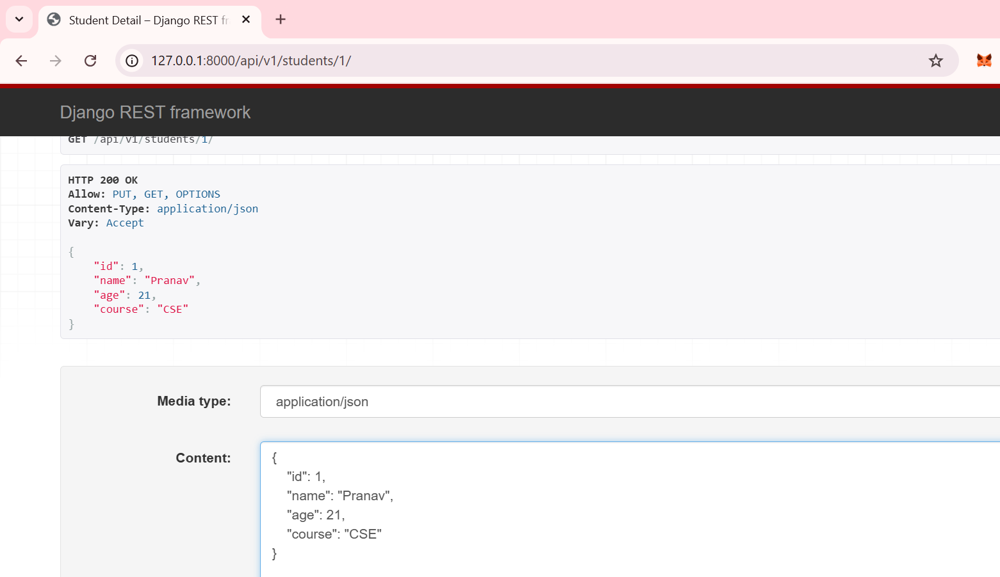 Student Detail – Django REST fr
127.0.0.1:8000/api/v1/students/1/
Django REST framework
GET /api/v1/students/1/
HTTP 200 OK
Allow: PUT, GET, OPTIONS
Content-Type: application/json
Vary: Accept
{
    "id": 1,
    "name": "Pranav",
    "age": 21,
    "course": "CSE"
}
Media type:
application/json
Content:
{
    "id": 1,
    "name": "Pranav",
    "age": 21,
    "course": "CSE"
}